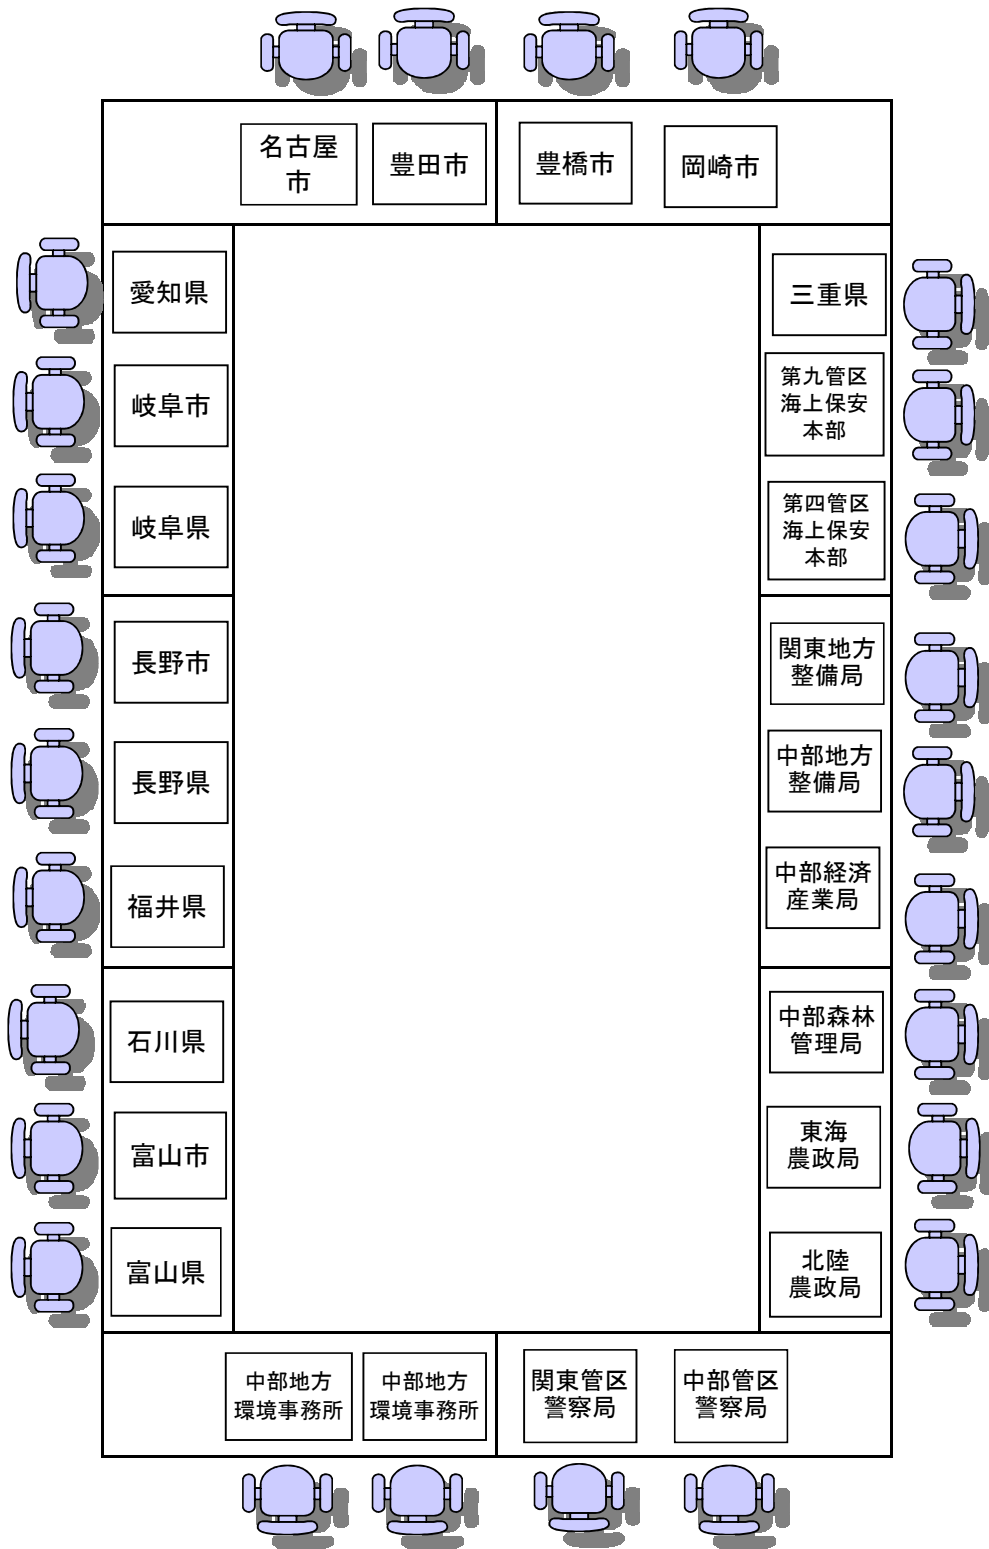 名古屋
市
豊田市
豊橋市
岡崎市
愛知県
岐阜市
岐阜県
長野市
長野県
福井県
石川県
富山市
富山県
三重県
第九管区
海上保安
本部
第四管区
海上保安
本部
関東地方
整備局
中部地方
整備局
中部経済
産業局
中部森林
管理局
東海
農政局
北陸
農政局
中部地方
環境事務所
中部地方
環境事務所
関東管区
警察局
中部管区
警察局